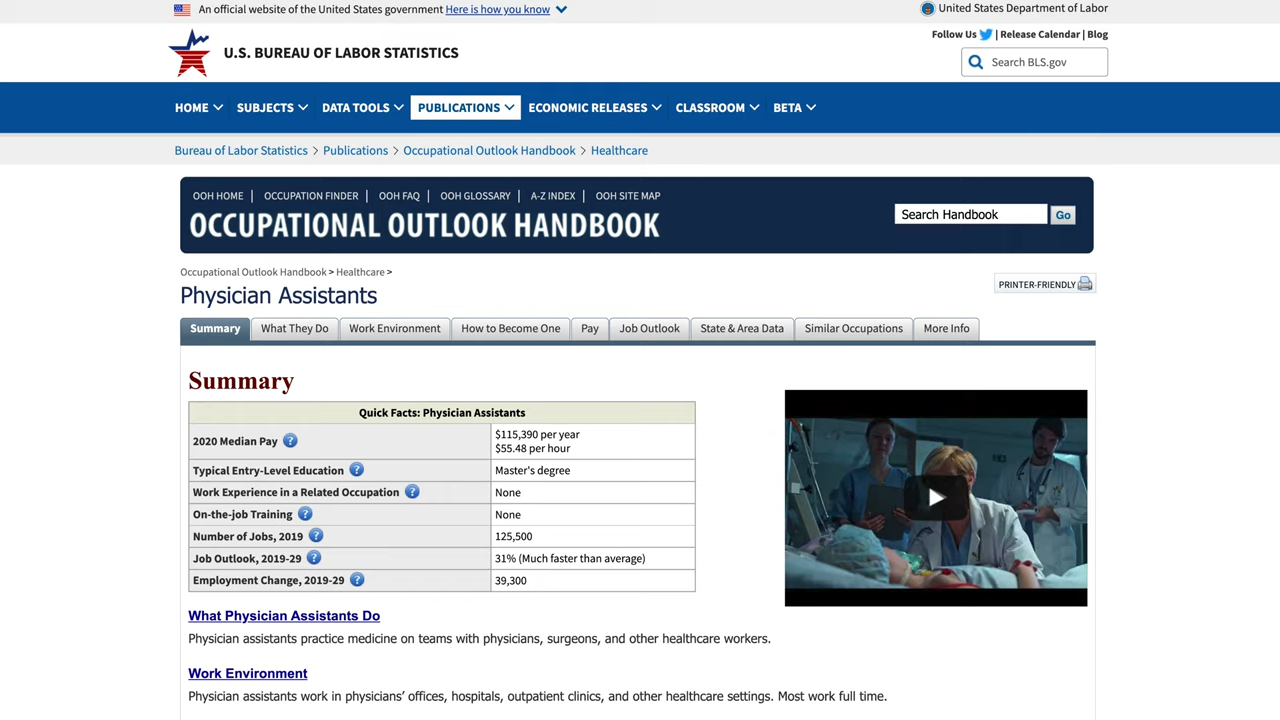 An official website of the United States government Here is how you know
United States Department of Labor
Follow Us | Release Calendar | Blog
U.S. BUREAU OF LABOR STATISTICS
Search BLS.gov
HOME SUBJECTS DATA TOOLS PUBLICATIONS ECONOMIC RELEASES CLASSROOM BETA
Bureau of Labor Statistics > Publications > Occupational Outlook Handbook > Healthcare
OOH HOME | OCCUPATION FINDER | OOH FAQ | OOH GLOSSARY | A-Z INDEX | OOH SITE MAP
OCCUPATIONAL OUTLOOK HANDBOOK
Search Handbook Go
Occupational Outlook Handbook > Healthcare >
PRINTER-FRIENDLY
Physician Assistants
Summary What They Do Work Environment How to Become One Pay Job Outlook State & Area Data Similar Occupations More Info
Summary
Quick Facts: Physician Assistants
2020 Median Pay ? $115,390 per year
$55.48 per hour
Typical Entry-Level Education ? Master's degree
Work Experience in a Related Occupation ? None
On-the-job Training ? None
Number of Jobs, 2019 ? 125,500
Job Outlook, 2019-29 ? 31% (Much faster than average)
Employment Change, 2019-29 ? 39,300
What Physician Assistants Do
Physician assistants practice medicine on teams with physicians, surgeons, and other healthcare workers.
Work Environment
Physician assistants work in physicians’ offices, hospitals, outpatient clinics, and other healthcare settings. Most work full time.